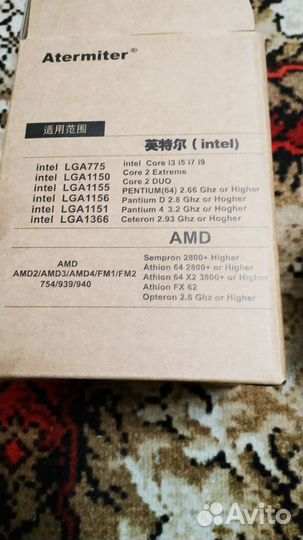 Atermiter®
适用范围
英特尔 (intel)
intel LGA775
intel LGA1150
intel LGA1155
intel LGA1156
intel LGA1151
intel LGA1366
intel Core i3 i5 i7 i9
Core 2 Extreme
Core 2 DUO
PENTIUM(64) 2.66 Ghz or Higher
Pantium D 2.8 Ghz or Hogher
Pantium 4 3.2 Ghz or Hogher
Ceteron 2.93 Ghz or Hogher
AMD
AMD
AMD2/AMD3/AMD4/FM1/FM2
754/939/940
Sempron 2800+ Higher
Athion 64 2800+ or Higher
Athion 64 X2 3800+ or Higher
Athion FX 62
Opteron 2.6 Ghz or Higher
Avito